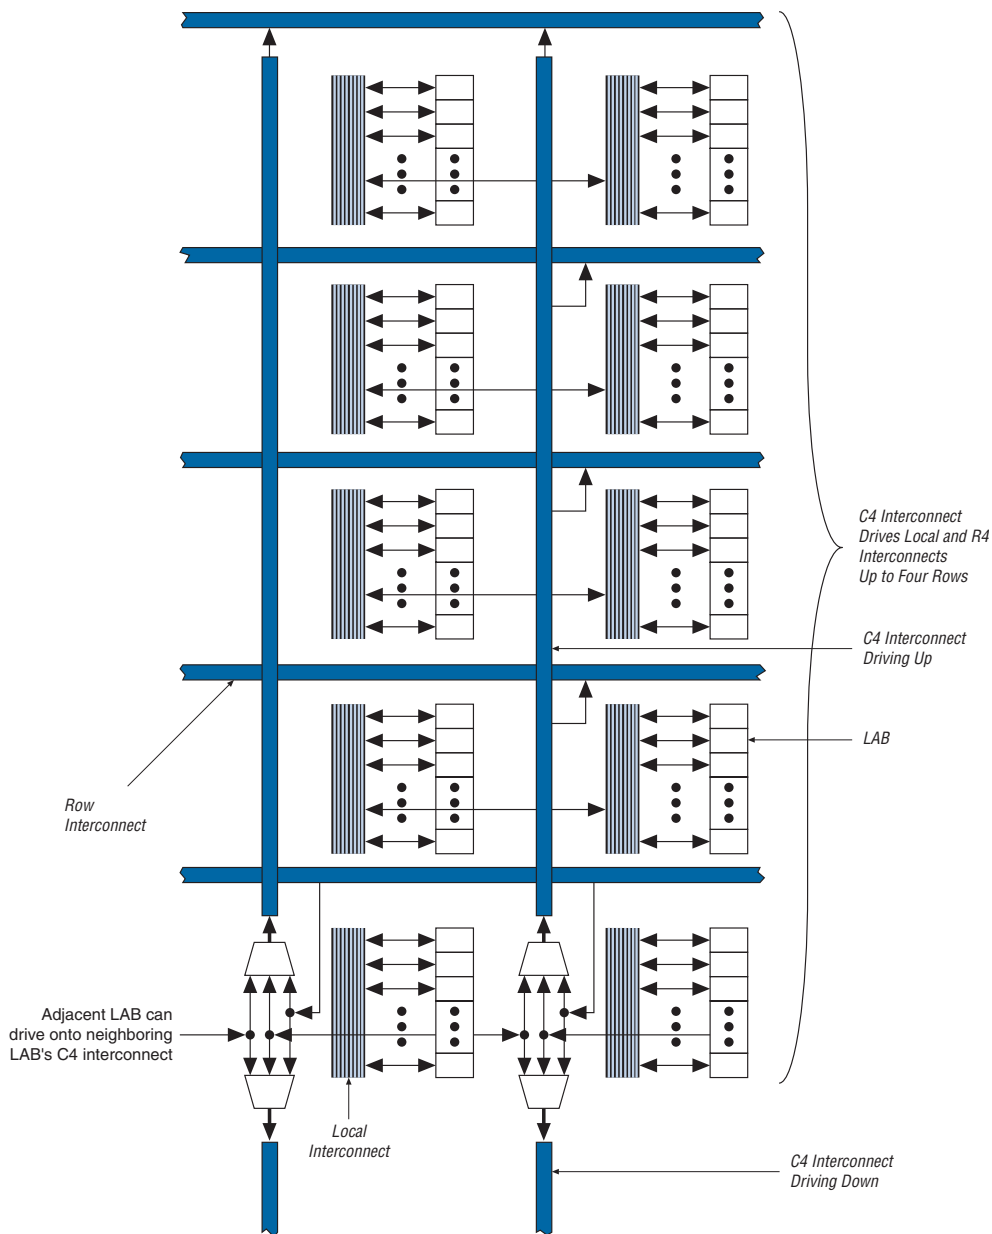 C4 Interconnect
Drives Local and R4
Interconnects
Up to Four Rows
C4 Interconnect
Driving Up
LAB
Row
Interconnect
Adjacent LAB can
drive onto neighboring
LAB's C4 interconnect
Local
Interconnect
C4 Interconnect
Driving Down